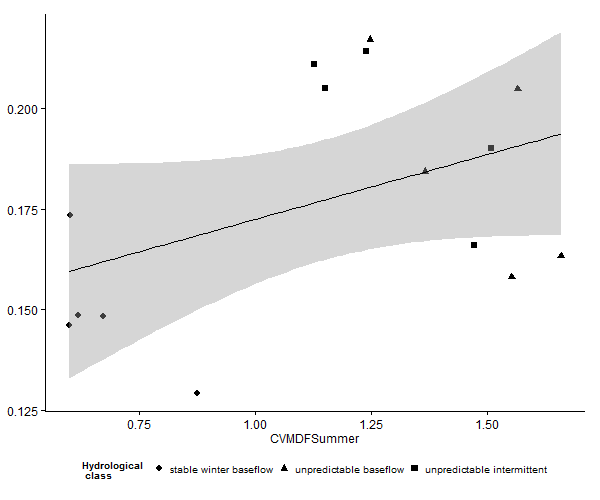 0.200
0.175
0.150
0.125
0.75 1.00 1.25 1.50
CVMDFSummer
Hydrological
class
stable winter baseflow unpredictable baseflow unpredictable intermittent